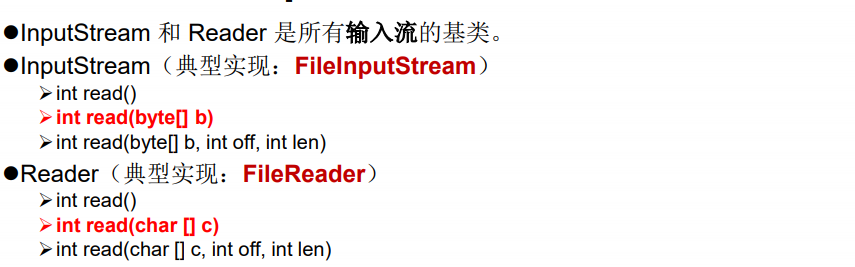 ●InputStream 和 Reader 是所有输入流的基类。
●InputStream（典型实现：FileInputStream）
➢int read()
➢int read(byte[] b)
➢int read(byte[] b, int off, int len)
●Reader（典型实现：FileReader）
➢int read()
➢int read(char [] c)
➢int read(char [] c, int off, int len)